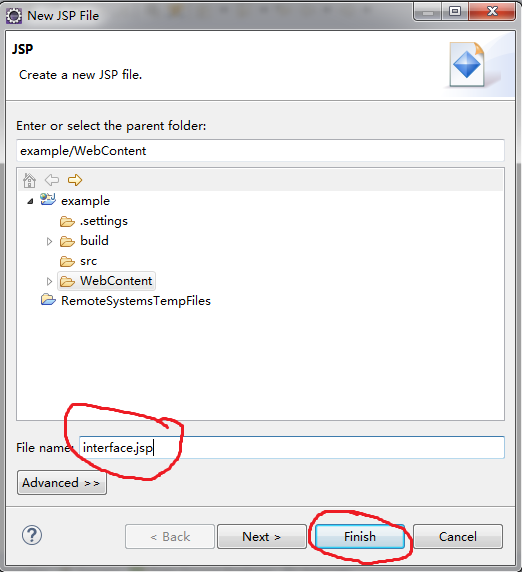 New JSP File
JSP
Create a new JSP file.
Enter or select the parent folder:
example/WebContent
example
.settings
build
src
WebContent
RemoteSystemsTempFiles
File name: interface.jsp
Advanced >>
? < Back Next > Finish Cancel